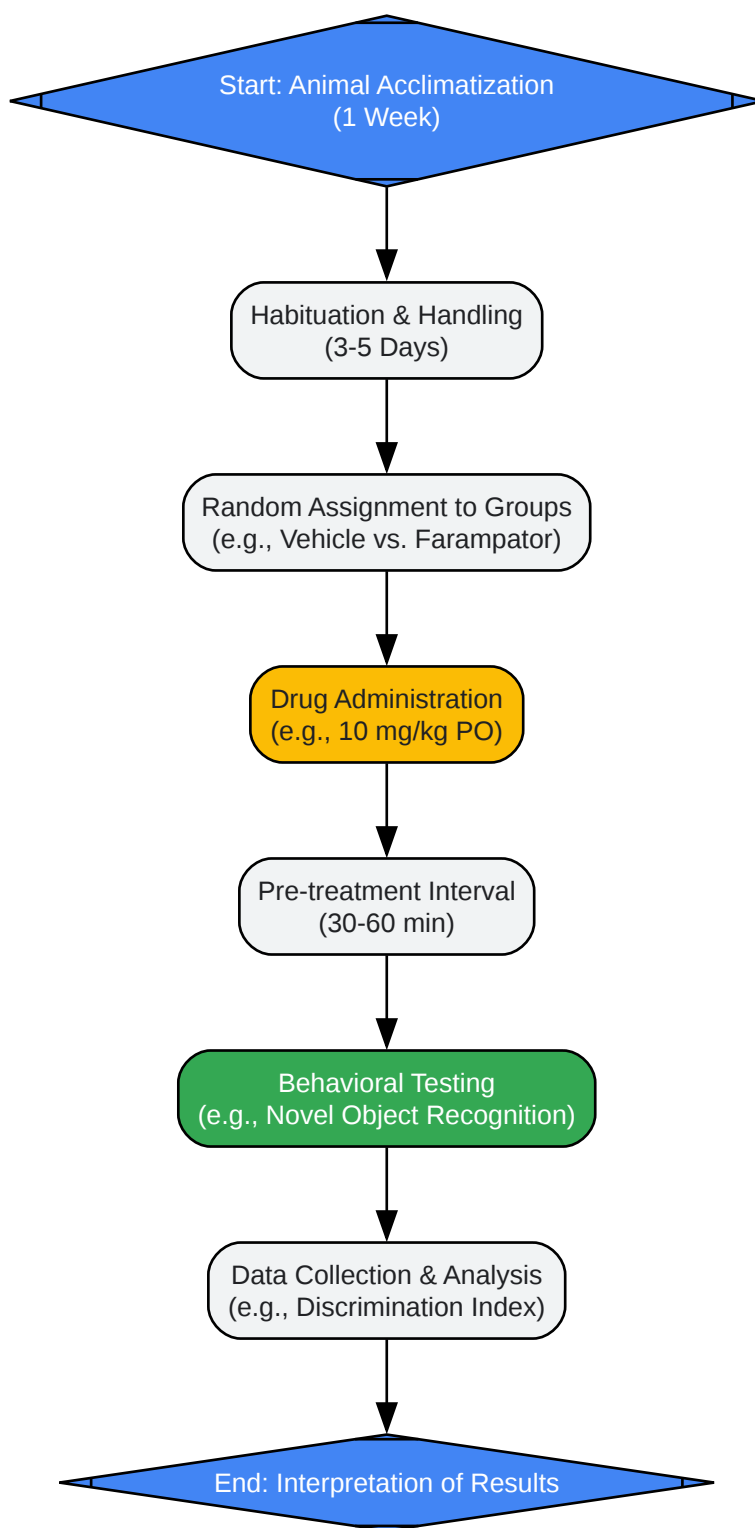 Start: Animal Acclimatization
(1 Week)
Habituation & Handling
(3-5 Days)
Random Assignment to Groups
(e.g., Vehicle vs. Farampator)
Drug Administration
(e.g., 10 mg/kg PO)
Pre-treatment Interval
(30-60 min)
Behavioral Testing
(e.g., Novel Object Recognition)
Data Collection & Analysis
(e.g., Discrimination Index)
End: Interpretation of Results